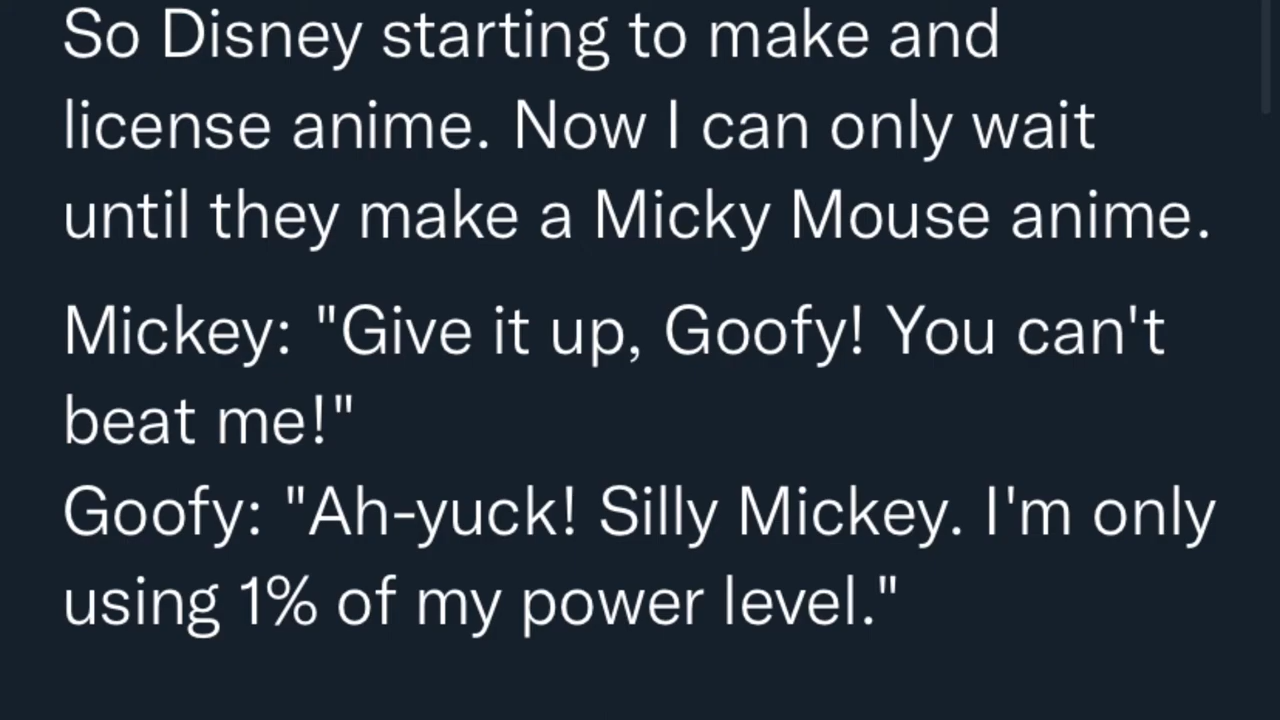 So Disney starting to make and
license anime. Now I can only wait
until they make a Micky Mouse anime.
Mickey: "Give it up, Goofy! You can't
beat me!"
Goofy: "Ah-yuck! Silly Mickey. I'm only
using 1% of my power level."